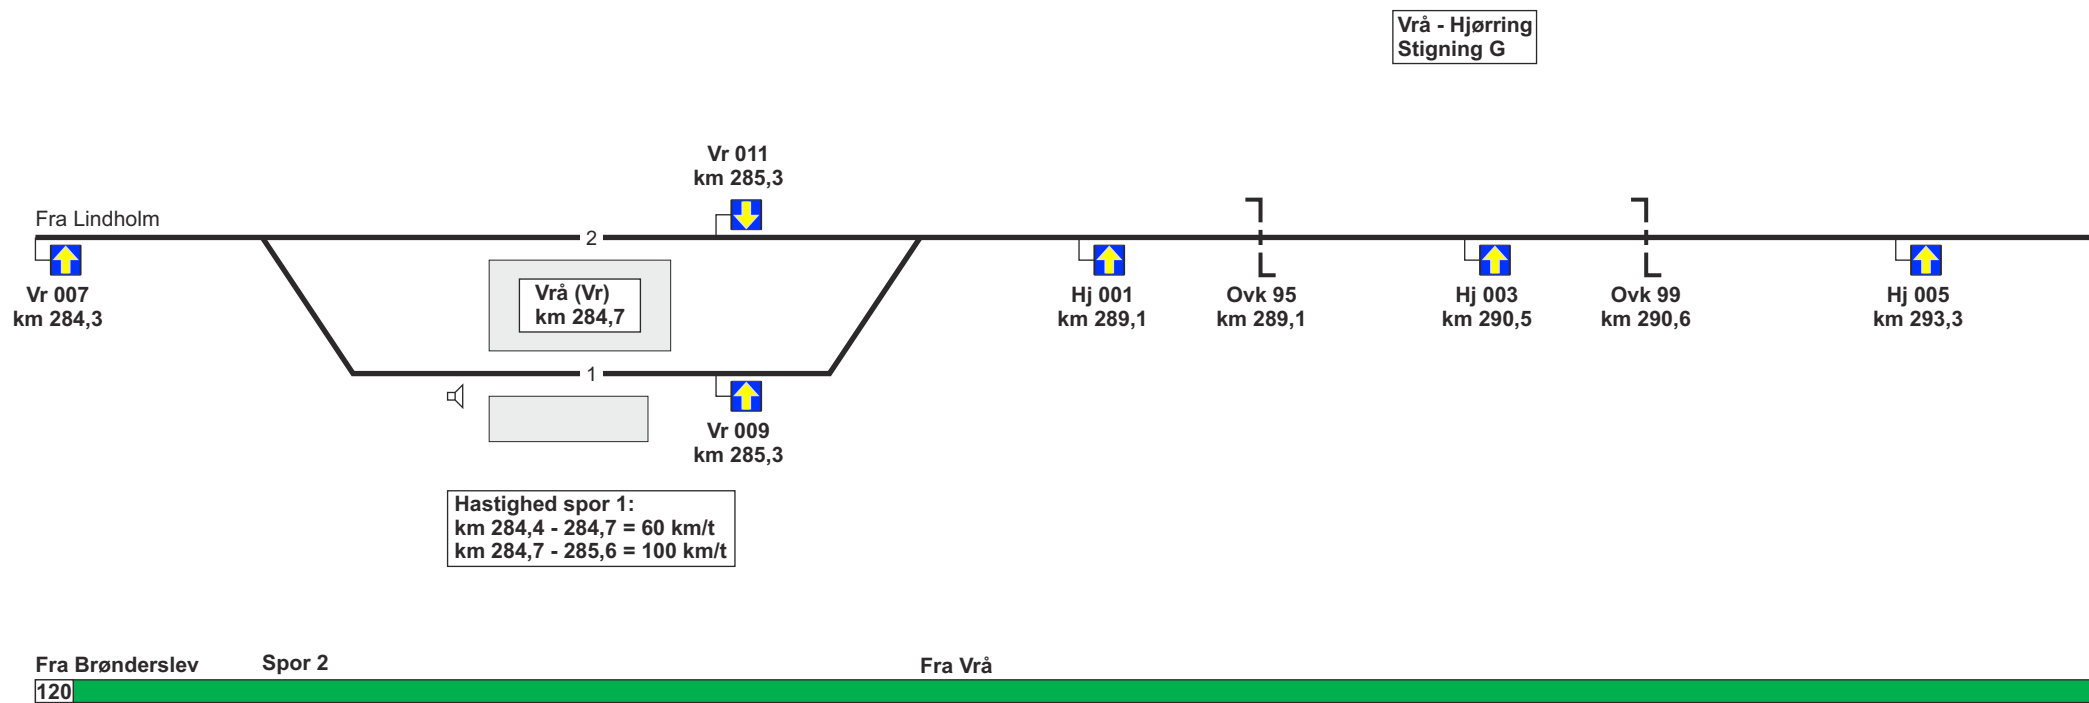 Vrå - Hjørring
Stigning G
Vr 011
km 285,3
Fra Lindholm
2
Vr 007
km 284,3
Vrå (Vr)
km 284,7
Hj 001
km 289,1
Ovk 95
km 289,1
Hj 003
km 290,5
Ovk 99
km 290,6
Hj 005
km 293,3
1
Vr 009
km 285,3
Hastighed spor 1:
km 284,4 - 284,7 = 60 km/t
km 284,7 - 285,6 = 100 km/t
Fra Brønderslev
Spor 2
Fra Vrå
120